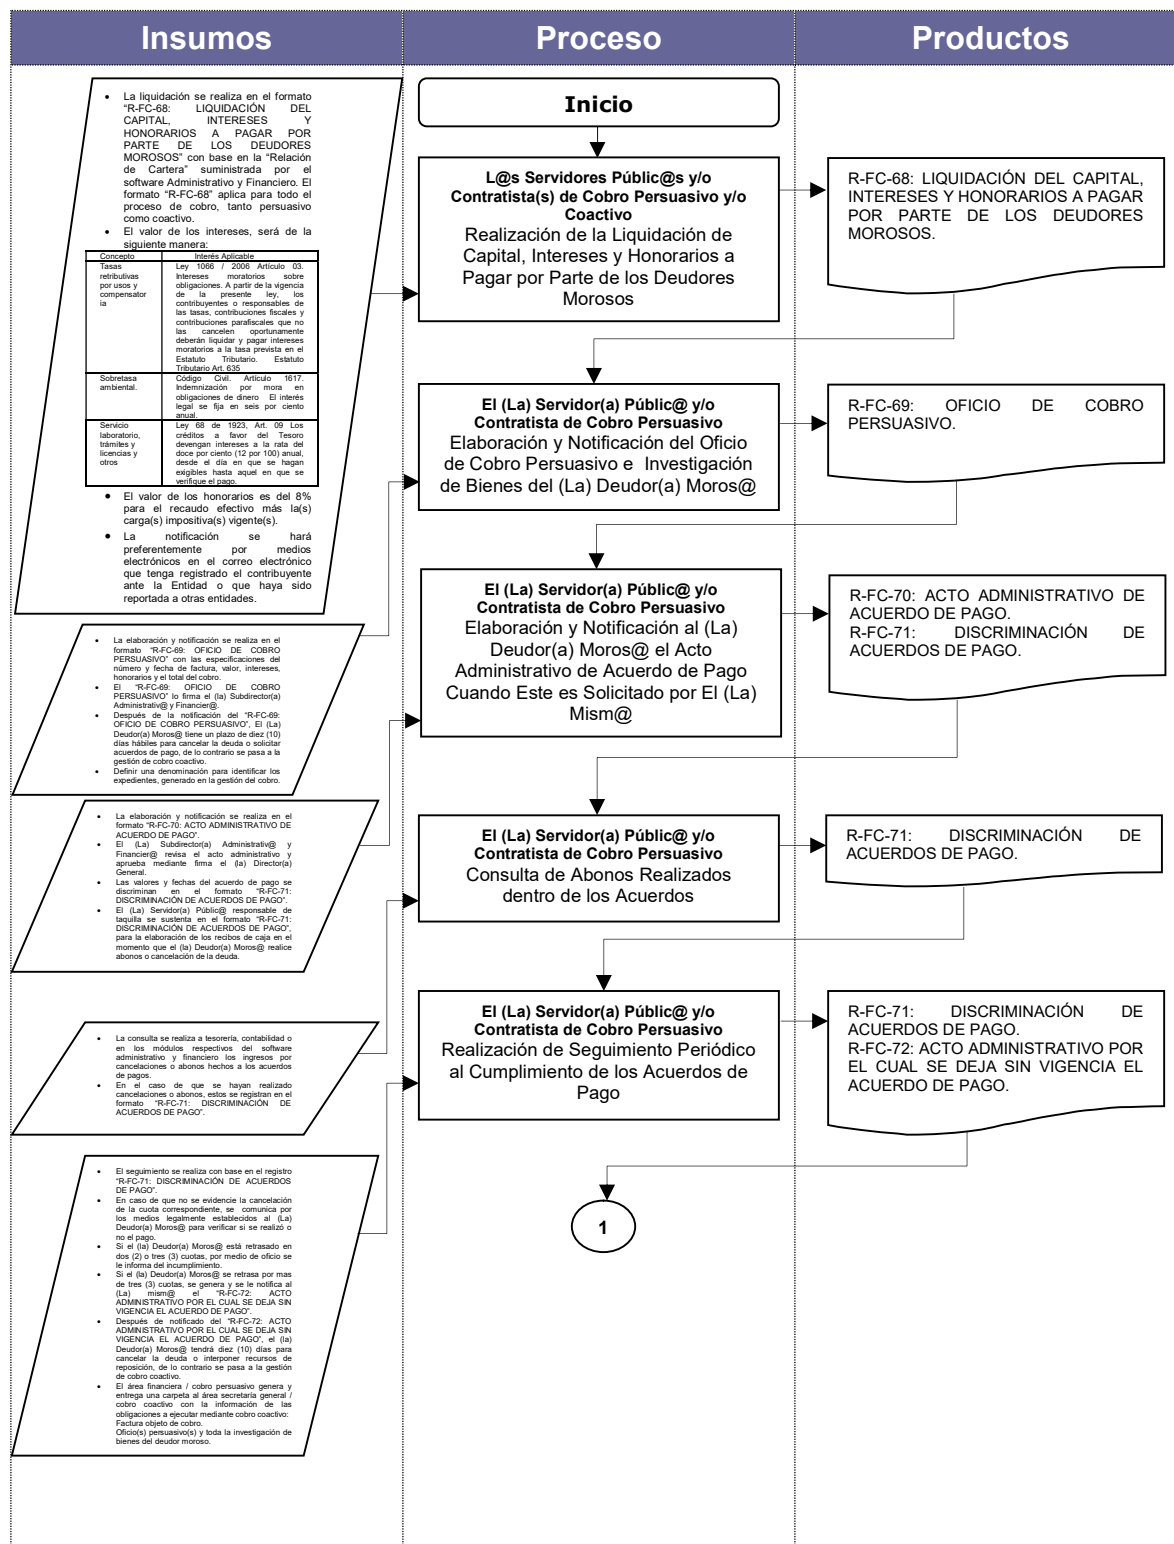 Insumos
Proceso
Productos
• La liquidación se realiza en el formato
“R-FC-68: LIQUIDACIÓN DEL
CAPITAL, INTERESES Y
HONORARIOS A PAGAR POR
PARTE DE LOS DEUDORES
MOROSOS” con base en la “Relación
de Cartera” suministrada por el
software Administrativo y Financiero. El
formato “R-FC-68” aplica para todo el
proceso de cobro, tanto persuasivo
como coactivo.
• El valor de los intereses, será de la
siguiente manera:
Concepto
Interés Aplicable
Tasas
retributivas
por usos y
compensator
ia
Ley 1066 / 2006 Artículo 03.
Intereses moratorios sobre
obligaciones. A partir de la vigencia
de la presente ley, los
contribuyentes o responsables de
las tasas, contribuciones fiscales y
contribuciones parafiscales que no
las cancelen oportunamente
deberán liquidar y pagar intereses
moratorios a la tasa prevista en el
Estatuto Tributario. Estatuto
Tributario Art. 635
Sobretasa
ambiental.
Código Civil. Artículo 1617.
Indemnización por mora en
obligaciones de dinero El interés
legal se fija en seis por ciento
anual.
Servicio
laboratorio,
trámites y
licencias y
otros
Ley 68 de 1923, Art. 09 Los
créditos a favor del Tesoro
devengan intereses a la rata del
doce por ciento (12 por 100) anual,
desde el día en que se hagan
exigibles hasta aquel en que se
verifique el pago.
• El valor de los honorarios es del 8%
para el recaudo efectivo más la(s)
carga(s) impositiva(s) vigente(s).
• La notificación se hará
preferentemente por medios
electrónicos en el correo electrónico
que tenga registrado el contribuyente
ante la Entidad o que haya sido
reportada a otras entidades.
Inicio
L@s Servidores Públic@s y/o
Contratista(s) de Cobro Persuasivo y/o
Coactivo
Realización de la Liquidación de
Capital, Intereses y Honorarios a
Pagar por Parte de los Deudores
Morosos
R-FC-68: LIQUIDACIÓN DEL CAPITAL,
INTERESES Y HONORARIOS A PAGAR
POR PARTE DE LOS DEUDORES
MOROSOS.
El (La) Servidor(a) Públic@ y/o
Contratista de Cobro Persuasivo
Elaboración y Notificación del Oficio
de Cobro Persuasivo e Investigación
de Bienes del (La) Deudor(a) Moros@
R-FC-69: OFICIO DE COBRO
PERSUASIVO.
• La elaboración y notificación se realiza en el
formato “R-FC-69: OFICIO DE COBRO
PERSUASIVO” con las especificaciones del
número y fecha de factura, valor, intereses,
honorarios y el total del cobro.
• El “R-FC-69: OFICIO DE COBRO
PERSUASIVO” lo firma el (la) Subdirector(a)
Administrativ@ y Financier@.
• Después de la notificación del “R-FC-69:
OFICIO DE COBRO PERSUASIVO”, El (La)
Deudor(a) Moros@ tiene un plazo de diez (10)
días hábiles para cancelar la deuda o solicitar
acuerdos de pago, de lo contrario se pasa a la
gestión de cobro coactivo.
• Definir una denominación para identificar los
expedientes, generado en la gestión del cobro.
El (La) Servidor(a) Públic@ y/o
Contratista de Cobro Persuasivo
Elaboración y Notificación al (La)
Deudor(a) Moros@ el Acto
Administrativo de Acuerdo de Pago
Cuando Este es Solicitado por El (La)
Mism@
R-FC-70: ACTO ADMINISTRATIVO DE
ACUERDO DE PAGO.
R-FC-71: DISCRIMINACIÓN DE
ACUERDOS DE PAGO.
• La elaboración y notificación se realiza en el
formato “R-FC-70: ACTO ADMINISTRATIVO DE
ACUERDO DE PAGO”.
• El (La) Subdirector(a) Administrativ@ y
Financier@ revisa el acto administrativo y
aprueba mediante firma el (la) Director(a)
General.
• Las valores y fechas del acuerdo de pago se
discriminan en el formato “R-FC-71:
DISCRIMINACIÓN DE ACUERDOS DE PAGO”.
• El (La) Servidor(a) Públic@ responsable de
taquilla se sustenta en el formato “R-FC-71:
DISCRIMINACIÓN DE ACUERDOS DE PAGO”,
para la elaboración de los recibos de caja en el
momento que el (la) Deudor(a) Moros@ realice
abonos o cancelación de la deuda.
El (La) Servidor(a) Públic@ y/o
Contratista de Cobro Persuasivo
Consulta de Abonos Realizados
dentro de los Acuerdos
R-FC-71: DISCRIMINACIÓN DE
ACUERDOS DE PAGO.
• La consulta se realiza a tesorería, contabilidad o
en los módulos respectivos del software
administrativo y financiero los ingresos por
cancelaciones o abonos hechos a los acuerdos
de pagos.
• En el caso de que se hayan realizado
cancelaciones o abonos, estos se registran en el
formato “R-FC-71: DISCRIMINACIÓN DE
ACUERDOS DE PAGO”.
El (La) Servidor(a) Públic@ y/o
Contratista de Cobro Persuasivo
Realización de Seguimiento Periódico
al Cumplimiento de los Acuerdos de
Pago
R-FC-71: DISCRIMINACIÓN DE
ACUERDOS DE PAGO.
R-FC-72: ACTO ADMINISTRATIVO POR
EL CUAL SE DEJA SIN VIGENCIA EL
ACUERDO DE PAGO.
• El seguimiento se realiza con base en el registro
“R-FC-71: DISCRIMINACIÓN DE ACUERDOS
DE PAGO”.
• En caso de que no se evidencie la cancelación
de la cuota correspondiente, se comunica por
los medios legalmente establecidos al (La)
Deudor(a) Moros@ para verificar si se realizó o
no el pago.
• Si el (la) Deudor(a) Moros@ está retrasado en
dos (2) o tres (3) cuotas, por medio de oficio se
le informa del incumplimiento.
• Si el (la) Deudor(a) Moros@ se retrasa por mas
de tres (3) cuotas, se genera y se le notifica al
(La) mism@ el “R-FC-72: ACTO
ADMINISTRATIVO POR EL CUAL SE DEJA SIN
VIGENCIA EL ACUERDO DE PAGO”.
• Después de notificado del “R-FC-72: ACTO
ADMINISTRATIVO POR EL CUAL SE DEJA SIN
VIGENCIA EL ACUERDO DE PAGO”, el (la)
Deudor(a) Moros@ tendrá diez (10) días para
cancelar la deuda o interponer recursos de
reposición, de lo contrario se pasa a la gestión
de cobro coactivo.
• El área financiera / cobro persuasivo genera y
entrega una carpeta al área secretaría general /
cobro coactivo con la información de las
obligaciones a ejecutar mediante cobro coactivo:
Factura objeto de cobro.
Oficio(s) persuasivo(s) y toda la investigación de
bienes del deudor moroso.
1